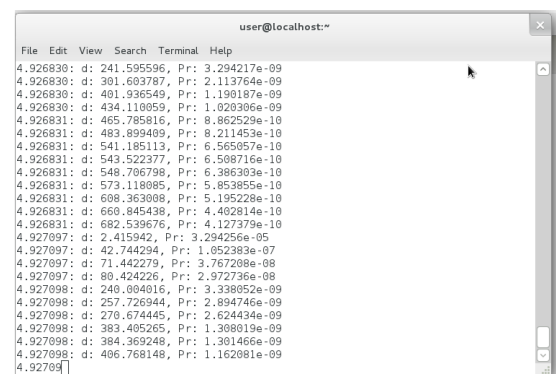 user@localhost:~
File Edit View Search Terminal Help
4.926830: d: 241.595596, Pr: 3.294217e-09
4.926830: d: 301.603787, Pr: 2.113764e-09
4.926830: d: 401.936549, Pr: 1.190187e-09
4.926830: d: 434.110059, Pr: 1.020306e-09
4.926831: d: 465.785816, Pr: 8.862529e-10
4.926831: d: 483.899409, Pr: 8.211453e-10
4.926831: d: 541.185113, Pr: 6.565057e-10
4.926831: d: 543.522377, Pr: 6.508716e-10
4.926831: d: 548.706798, Pr: 6.386303e-10
4.926831: d: 573.118085, Pr: 5.853855e-10
4.926831: d: 608.363008, Pr: 5.195228e-10
4.926831: d: 660.845438, Pr: 4.402814e-10
4.926831: d: 682.539676, Pr: 4.127379e-10
4.927097: d: 2.415942, Pr: 3.294256e-05
4.927097: d: 42.744294, Pr: 1.052383e-07
4.927097: d: 71.442279, Pr: 3.767208e-08
4.927097: d: 80.424226, Pr: 2.972736e-08
4.927098: d: 240.004016, Pr: 3.338052e-09
4.927098: d: 257.726944, Pr: 2.894746e-09
4.927098: d: 270.674445, Pr: 2.624434e-09
4.927098: d: 383.405265, Pr: 1.308019e-09
4.927098: d: 384.369248, Pr: 1.301466e-09
4.927098: d: 406.768148, Pr: 1.162081e-09
4.92709